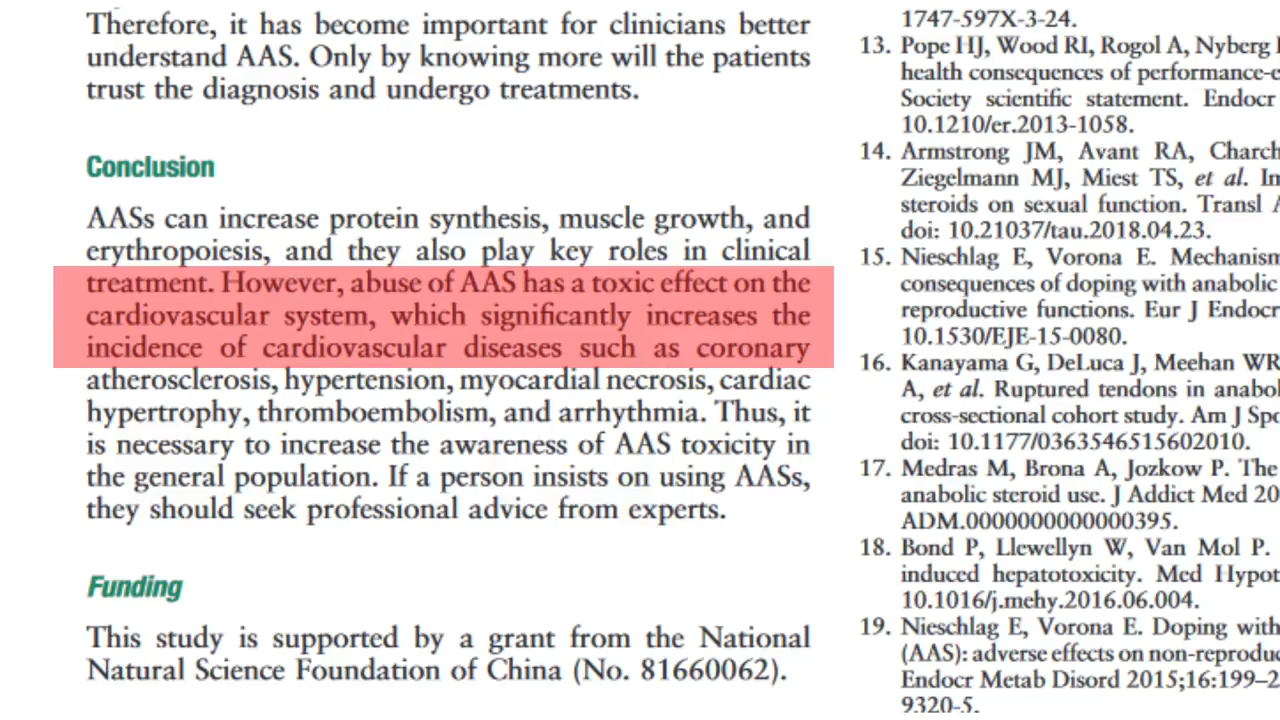 Therefore, it has become important for clinicians better
understand AAS. Only by knowing more will the patients
trust the diagnosis and undergo treatments.
Conclusion
AASs can increase protein synthesis, muscle growth, and
erythropoiesis, and they also play key roles in clinical
treatment. However, abuse of AAS has a toxic effect on the
cardiovascular system, which significantly increases the
incidence of cardiovascular diseases such as coronary
atherosclerosis, hypertension, myocardial necrosis, cardiac
hypertrophy, thromboembolism, and arrhythmia. Thus, it
is necessary to increase the awareness of AAS toxicity in
the general population. If a person insists on using AASs,
they should seek professional advice from experts.
Funding
This study is supported by a grant from the National
Natural Science Foundation of China (No. 81660062).
1747-597X-3-24.
13. Pope HJ, Wood RI, Rogol A, Nyberg
health consequences of performance-
Society scientific statement. Endocr
10.1210/er.2013-1058.
14. Armstrong JM, Avant RA, Charch
Ziegelmann MJ, Miest TS, et al. Im
steroids on sexual function. Transl A
doi: 10.21037/tau.2018.04.23.
15. Nieschlag E, Vorona E. Mechanism
consequences of doping with anabolic
reproductive functions. Eur J Endocr
10.1530/EJE-15-0080.
16. Kanayama G, DeLuca J, Meehan WR
A, et al. Ruptured tendons in anabol
cross-sectional cohort study. Am J Spo
doi: 10.1177/0363546515602010.
17. Medras M, Brona A, Jozkow P. The
anabolic steroid use. J Addict Med 20
ADM.0000000000000395.
18. Bond P, Llewellyn W, Van Mol P.
induced hepatotoxicity. Med Hypot
10.1016/j.mehy.2016.06.004.
19. Nieschlag E, Vorona E. Doping with
(AAS): adverse effects on non-reproduc
Endocr Metab Disord 2015;16:199–2
9320-5.